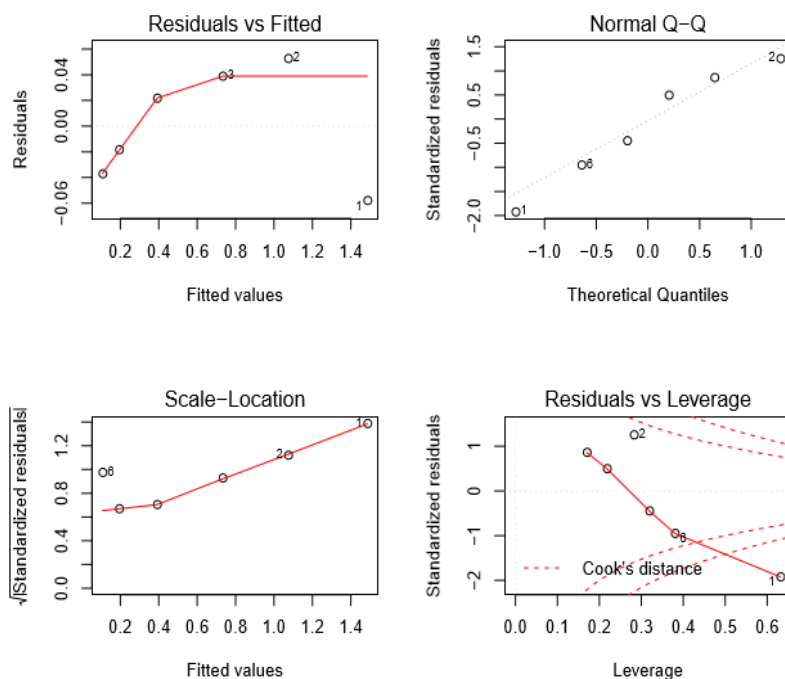 Residuals vs Fitted
Residuals
−0.06 0.00 0.04
1
2
3
0.2 0.4 0.6 0.8 1.0 1.2 1.4
Fitted values
Normal Q−Q
Standardized residuals
−2.0 −0.5 0.5 1.5
1
6
2
−1.0 −0.5 0.0 0.5 1.0
Theoretical Quantiles
Scale−Location
√|Standardized residuals|
0.0 0.4 0.8 1.2
6
2
1
0.2 0.4 0.6 0.8 1.0 1.2 1.4
Fitted values
Residuals vs Leverage
Standardized residuals
−2 −1 0 1
2
6
1
Cook's distance
0.0 0.1 0.2 0.3 0.4 0.5 0.6
Leverage